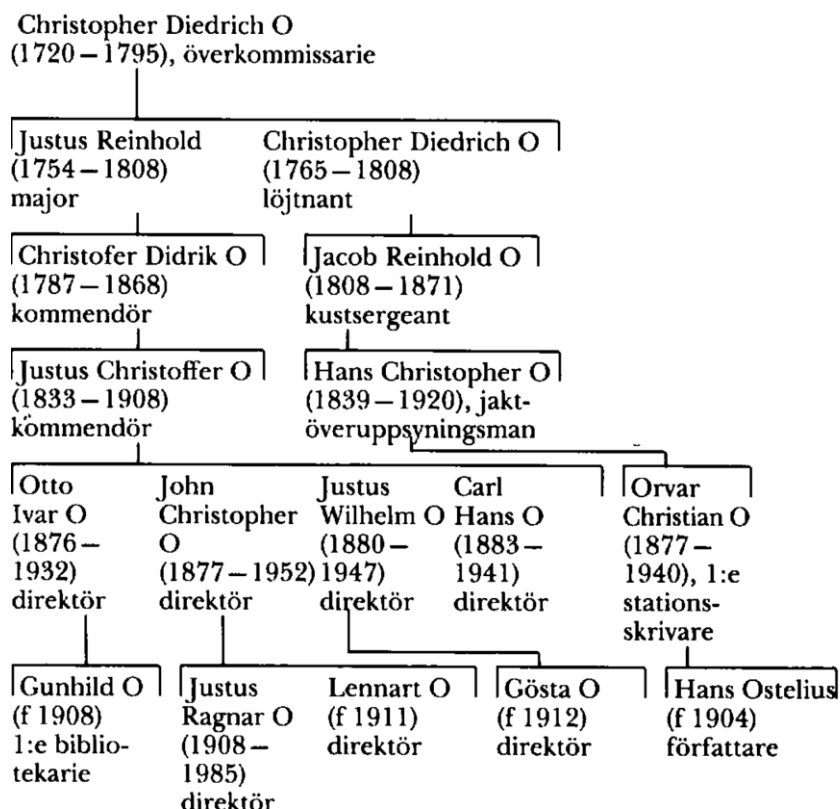 Christopher Diedrich O
(1720–1795), överkommissarie
Justus Reinhold
(1754–1808)
major
Christopher Diedrich O
(1765–1808)
löjtnant
Christofer Didrik O
(1787–1868)
kommendör
Jacob Reinhold O
(1808–1871)
kustsergeant
Justus Christoffer O
(1833–1908)
kommendör
Hans Christopher O
(1839–1920), jakt-
överuppsyningsman
Otto
Ivar O
(1876–
1932)
direktör
John
Christopher
O
(1877–1952)
direktör
Justus
Wilhelm O
(1880–
1947)
direktör
Carl
Hans O
(1883–
1941)
direktör
Orvar
Christian O
(1877–
1940), 1:e
stations-
skrivare
Gunhild O
(f 1908)
1:e biblio-
tekarie
Justus
Ragnar O
(1908–
1985)
direktör
Lennart O
(f 1911)
direktör
Gösta O
(f 1912)
direktör
Hans Ostelius
(f 1904)
författare